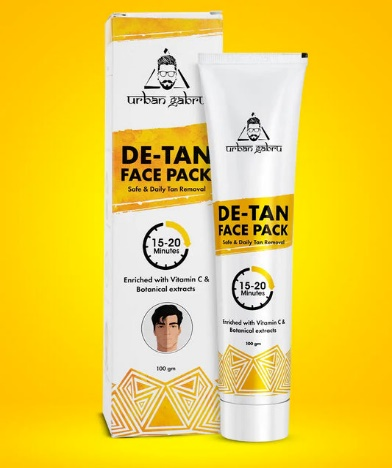 urban gabru
DE-TAN
FACE PACK
Safe & Daily Tan Removal
15-20
Minutes
Enriched with Vitamin C &
Botanical extracts
100 gm
urban gabru
DE-TAN
FACE PACK
Safe & Daily Tan Removal
15-20
Minutes
Enriched with Vitamin C &
Botanical extracts
100 gm